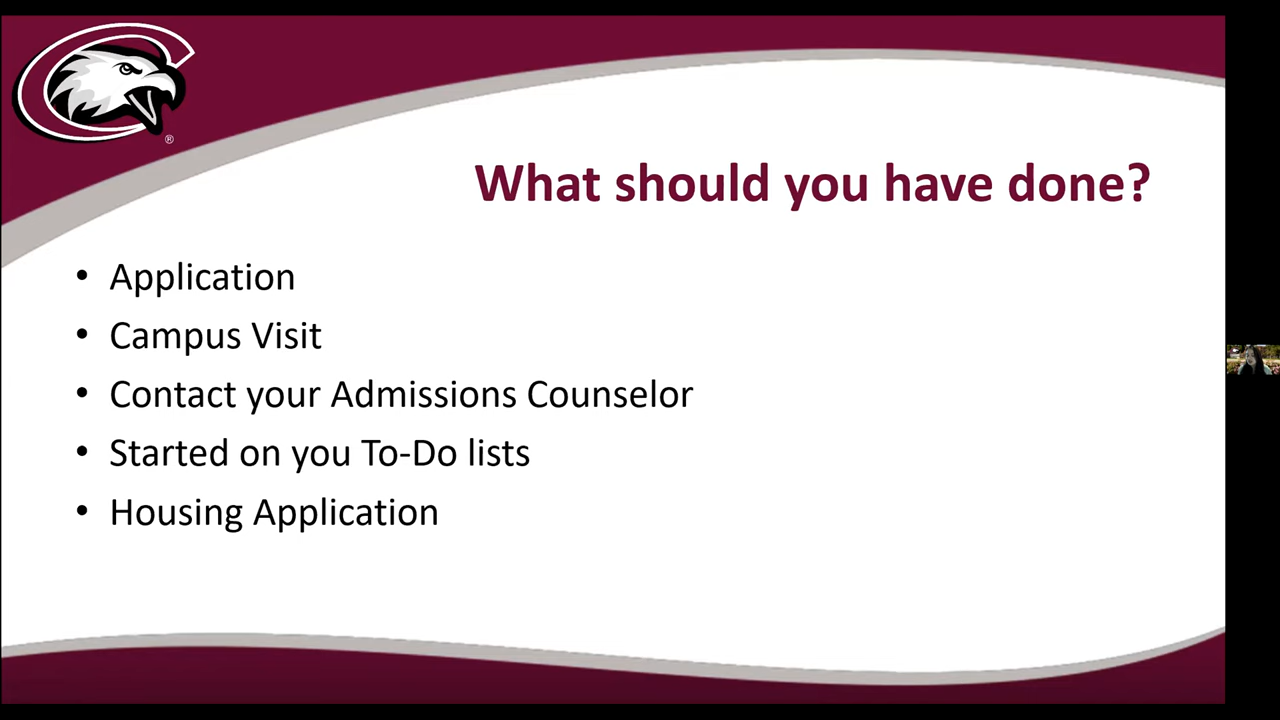 What should you have done?
• Application
• Campus Visit
• Contact your Admissions Counselor
• Started on you To-Do lists
• Housing Application
®